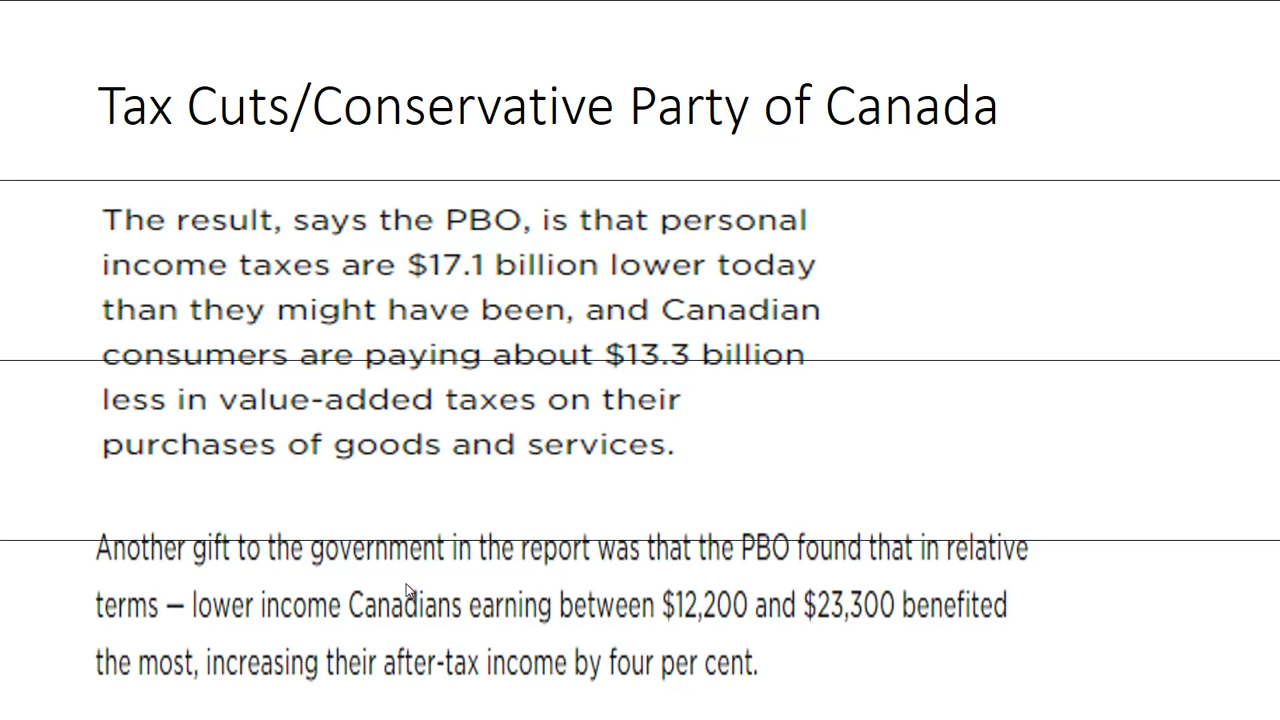 Tax Cuts/Conservative Party of Canada
The result, says the PBO, is that personal
income taxes are $17.1 billion lower today
than they might have been, and Canadian
consumers are paying about $13.3 billion
less in value-added taxes on their
purchases of goods and services.
Another gift to the government in the report was that the PBO found that in relative
terms – lower income Canadians earning between $12,200 and $23,300 benefited
the most, increasing their after-tax income by four per cent.